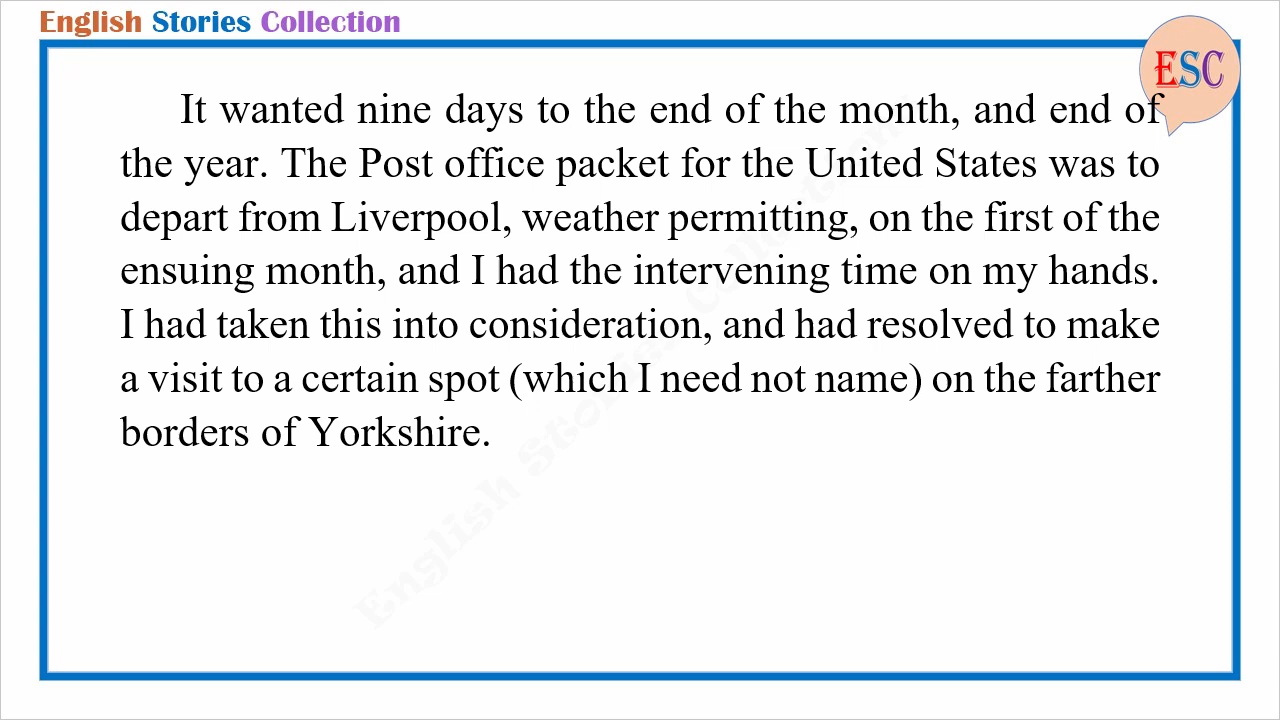 English Stories Collection
ESC
It wanted nine days to the end of the month, and end of
the year. The Post office packet for the United States was to
depart from Liverpool, weather permitting, on the first of the
ensuing month, and I had the intervening time on my hands.
I had taken this into consideration, and had resolved to make
a visit to a certain spot (which I need not name) on the farther
borders of Yorkshire.
English Stories Collection